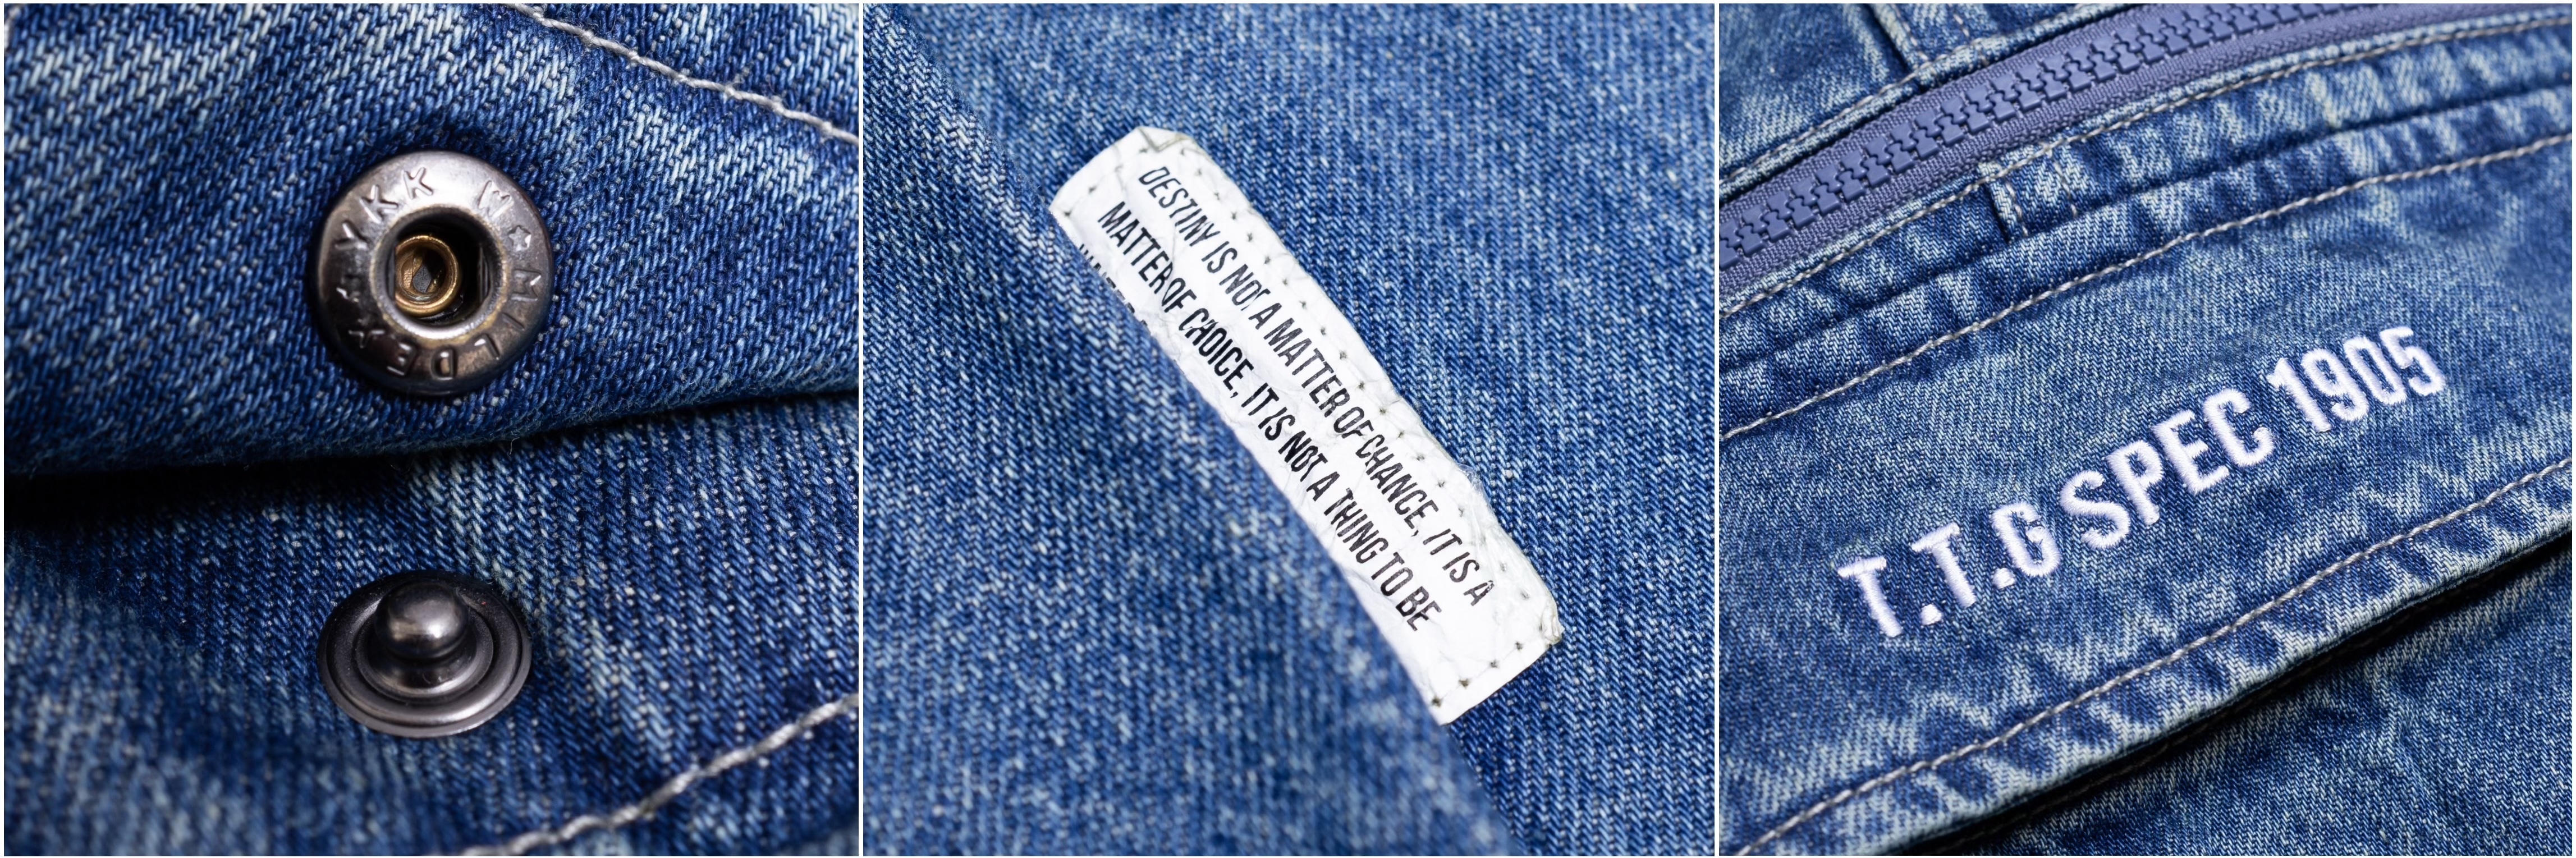 YKK
DESTINY IS NOT A MATTER OF CHANCE, IT IS A
MATTER OF CHOICE, IT IS NOT A THING TO BE
T.T.G SPEC 1905